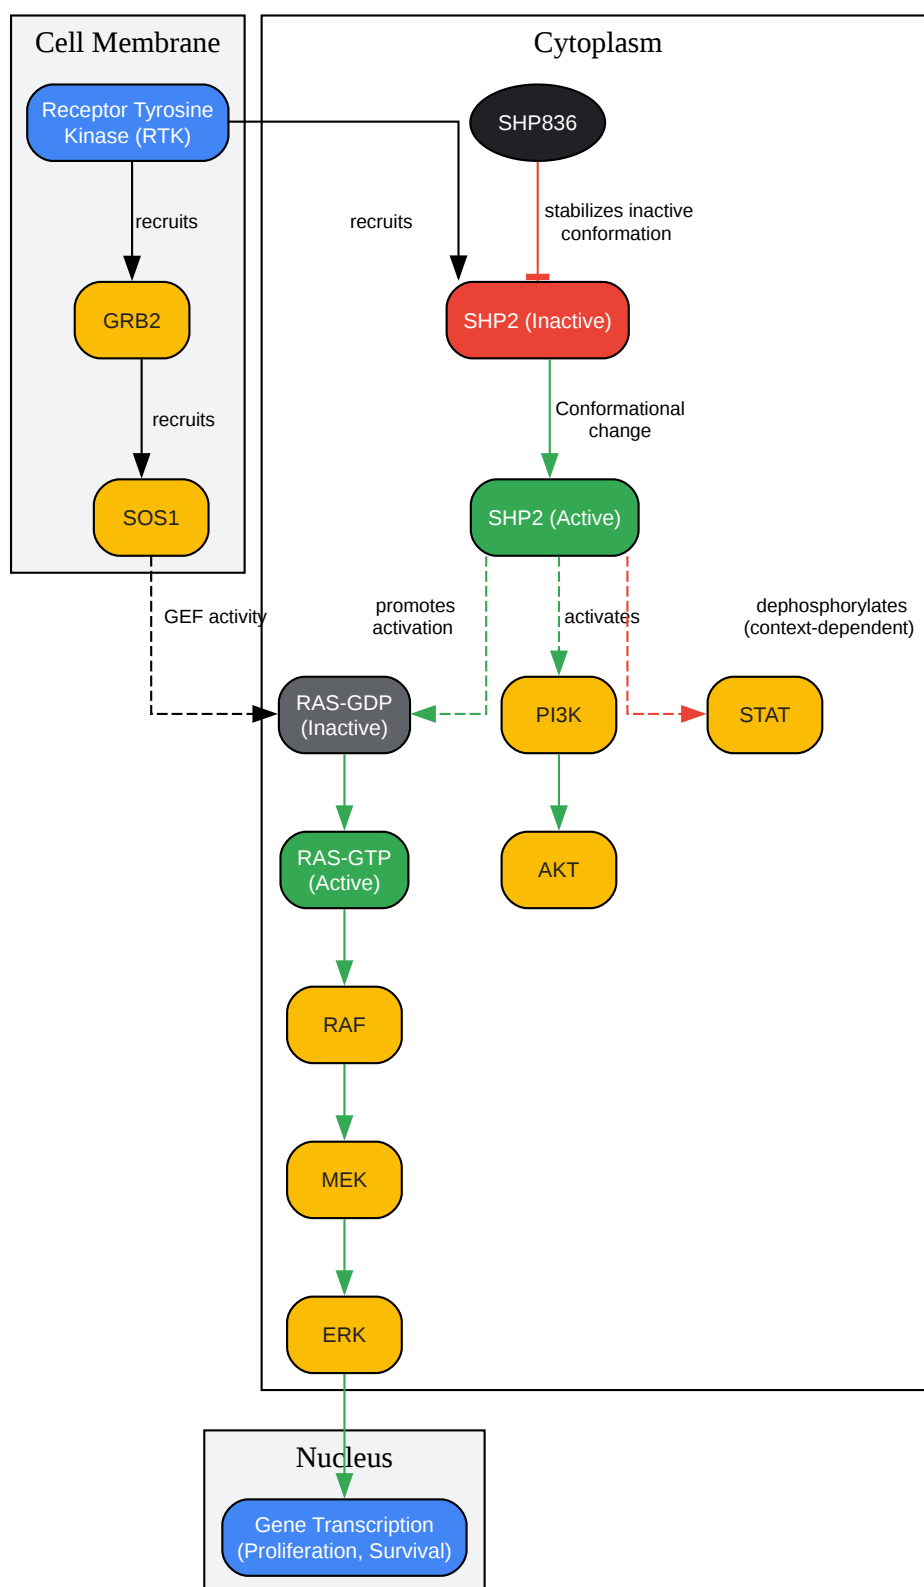 Cell Membrane
Cytoplasm
Receptor Tyrosine
Kinase (RTK)
SHP836
recruits
recruits
stabilizes inactive
conformation
GRB2
SHP2 (Inactive)
recruits
Conformational
change
SOS1
SHP2 (Active)
GEF activity
promotes
activation
activates
dephosphorylates
(context-dependent)
RAS-GDP
(Inactive)
PI3K
STAT
RAS-GTP
(Active)
AKT
RAF
MEK
ERK
Nucleus
Gene Transcription
(Proliferation, Survival)